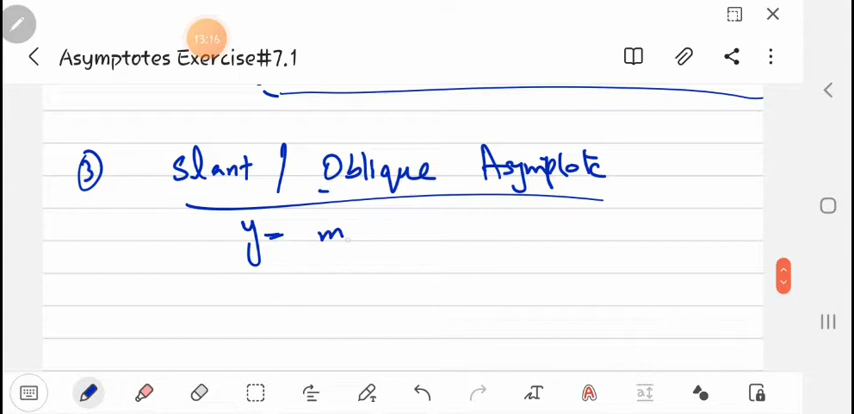 13:16
Asymptotes Exercise#7.1
③ Slant / Oblique Asymptote
y = m